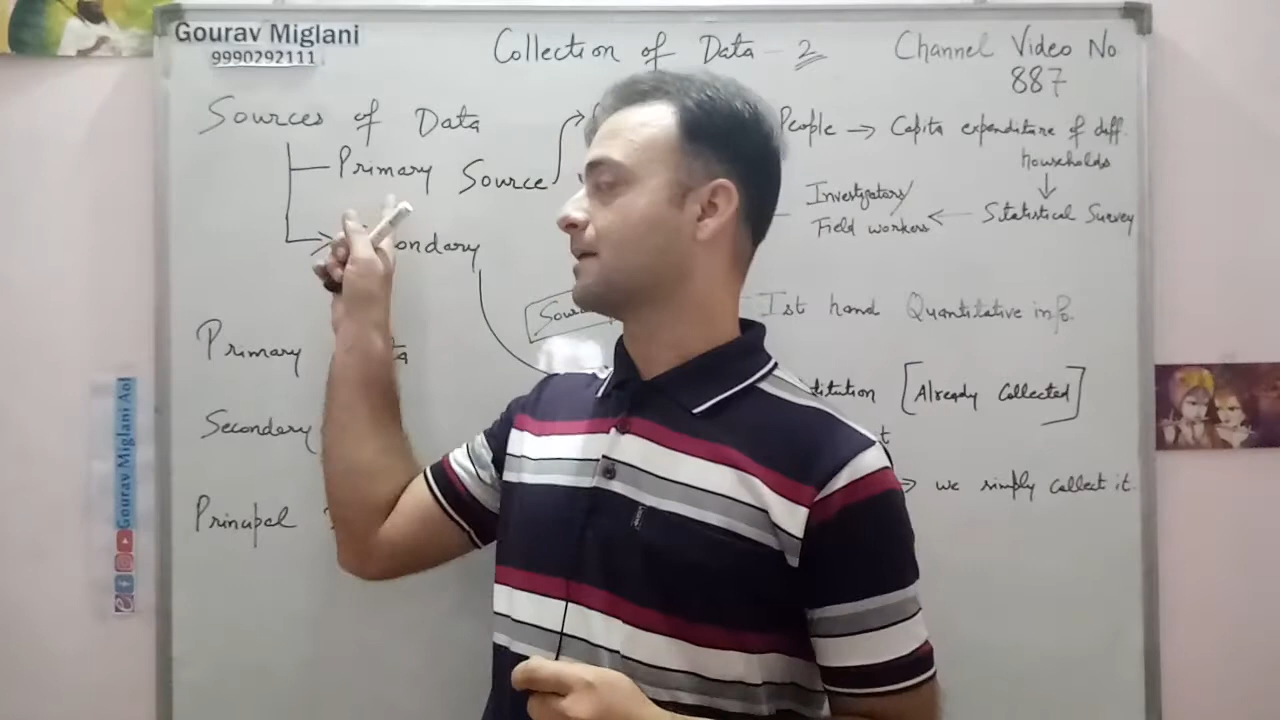 Gourav Miglani
9990292111
Collection of Data - 2
Channel Video No
887
Sources of Data
Primary Source
People → Capita expenditure of diff.
households
Investigators/
Field workers
Statistical Survey
Ist hand Quantitative info.
Primary
[Already Collected]
Secondary
we simply collect it.
Principal
Gourav Miglani Aol